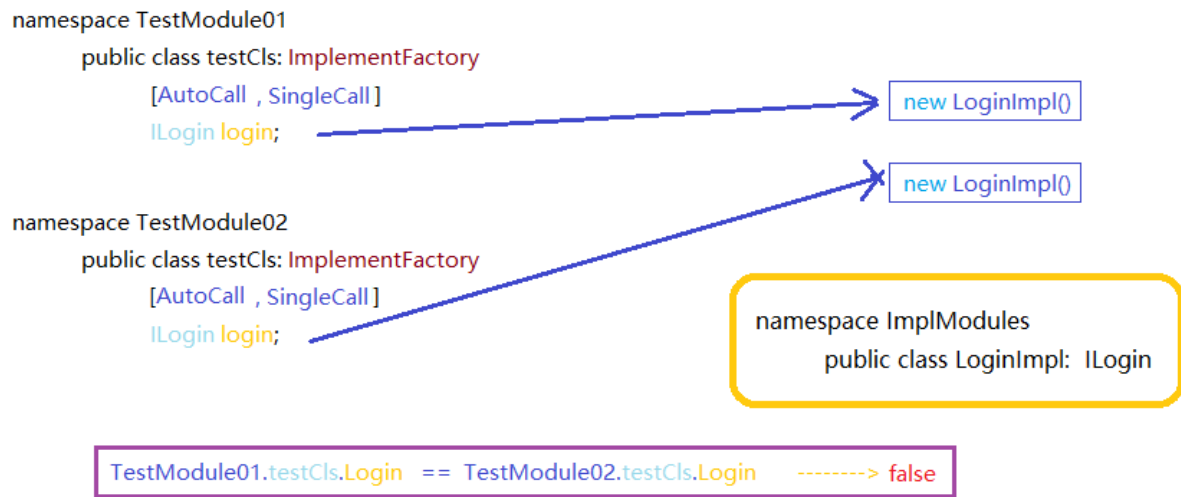 namespace TestModule01
public class testCls: ImplementFactory
[AutoCall , SingleCall]
new LoginImpl()
ILogin login;
new LoginImpl()
namespace TestModule02
public class testCls: ImplementFactory
[AutoCall , SingleCall]
ILogin login;
namespace ImplModules
public class LoginImpl: ILogin
TestModule01.testCls.Login == TestModule02.testCls.Login --------> false